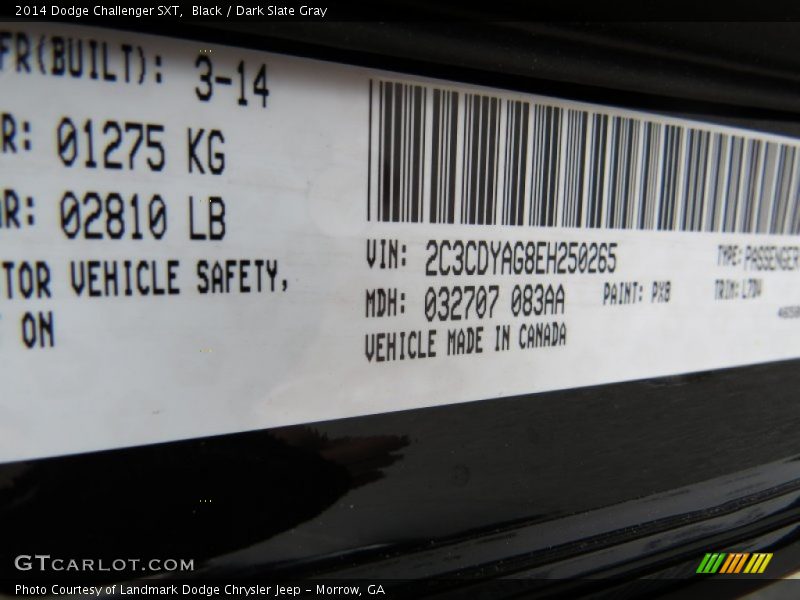 2014 Dodge Challenger SXT,  Black / Dark Slate Gray
FR(BUILT): 3-14
R: 01275 KG
R: 02810 LB
TOR VEHICLE SAFETY,
ON
VIN: 2C3CDYAG8EH250265
TYPE: PASSENGER
MDH: 032707 083AA
PAINT: PX8
TRIM:
VEHICLE MADE IN CANADA
GTCARLOT.COM
Photo Courtesy of Landmark Dodge Chrysler Jeep - Morrow, GA